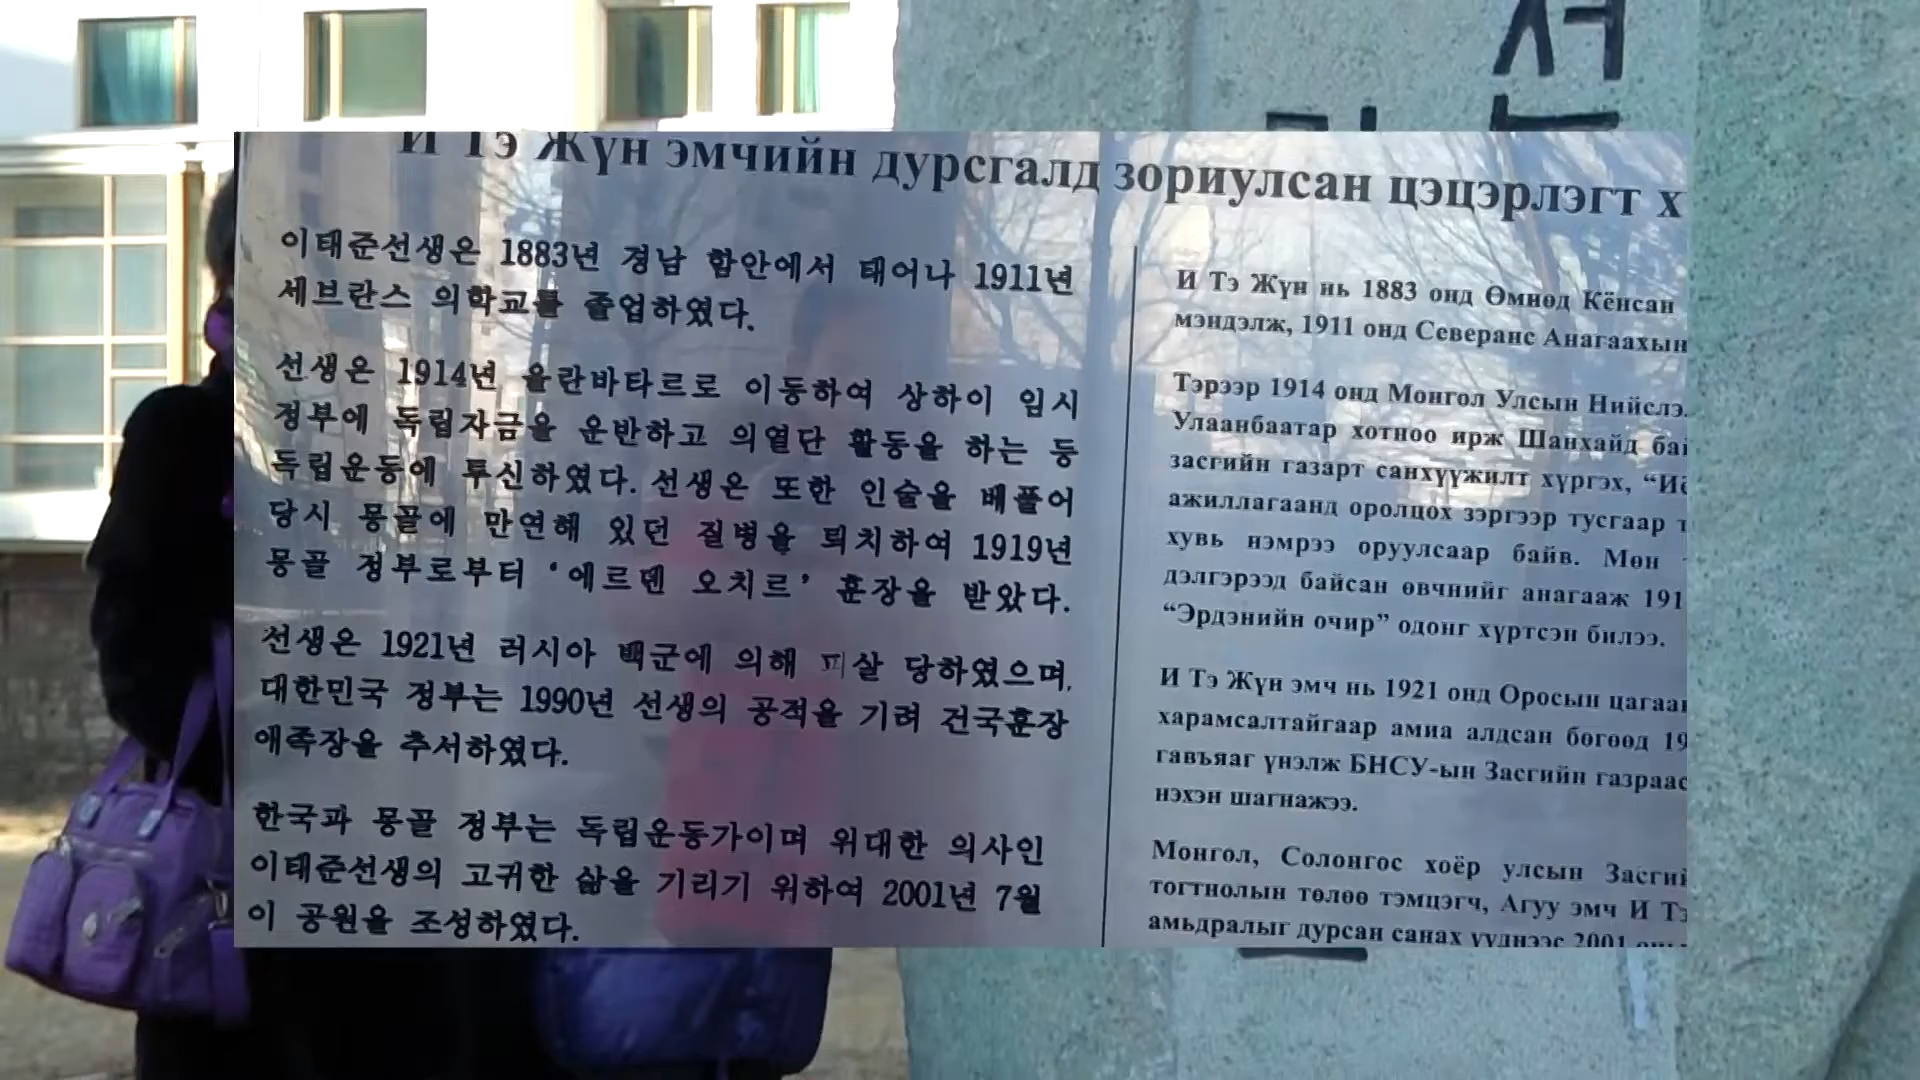 선
И Тэ Жүн эмчийн дурсгалд зориулсан цэцэрлэгт
이태준선생은 1883년 경남 함안에서 태어나 1911년
세브란스 의학교를 졸업하였다.
선생은 1914년 울란바타르로 이동하여 상하이 임시
정부에 독립자금을 운반하고 의열단 활동을 하는 등
독립운동에 투신하였다. 선생은 또한 인술을 베풀어
당시 몽골에 만연해 있던 질병을 퇴치하여 1919년
몽골 정부로부터 ‘에르덴 오치르’ 훈장을 받았다.
선생은 1921년 러시아 백군에 의해 피살 당하였으며,
대한민국 정부는 1990년 선생의 공적을 기려 건국훈장
애족장을 추서하였다.
한국과 몽골 정부는 독립운동가이며 위대한 의사인
이태준선생의 고귀한 삶을 기리기 위하여 2001년 7월
이 공원을 조성하였다.
И Тэ Жүн нь 1883 онд Өмнөд Кёнсан
мэндэлж, 1911 онд Северанс Анагаахын
Тэрээр 1914 онд Монгол Улсын Нийслэ
Улаанбаатар хотноо ирж Шанхайд бай
засгийн газарт санхүүжилт хүргэх, “Иё
ажиллагаанд оролцох зэргээр тусгаар т
хувь нэмрээ оруулсаар байв. Мөн
дэлгэрээд байсан өвчнийг анагааж 191
“Эрдэнийн очир” одонг хүртсэн билээ.
И Тэ Жүн эмч нь 1921 онд Оросын цагаан
харамсалтайгаар амиа алдсан бөгөөд 19
гавъяаг үнэлж БНСУ-ын Засгийн газраас
нэхэн шагнажээ.
Монгол, Солонгос хоёр улсын Засгий
тогтнолын төлөө тэмцэгч, Агуу эмч И Тэ
амьдралыг дурсан санах үүднээс 2001